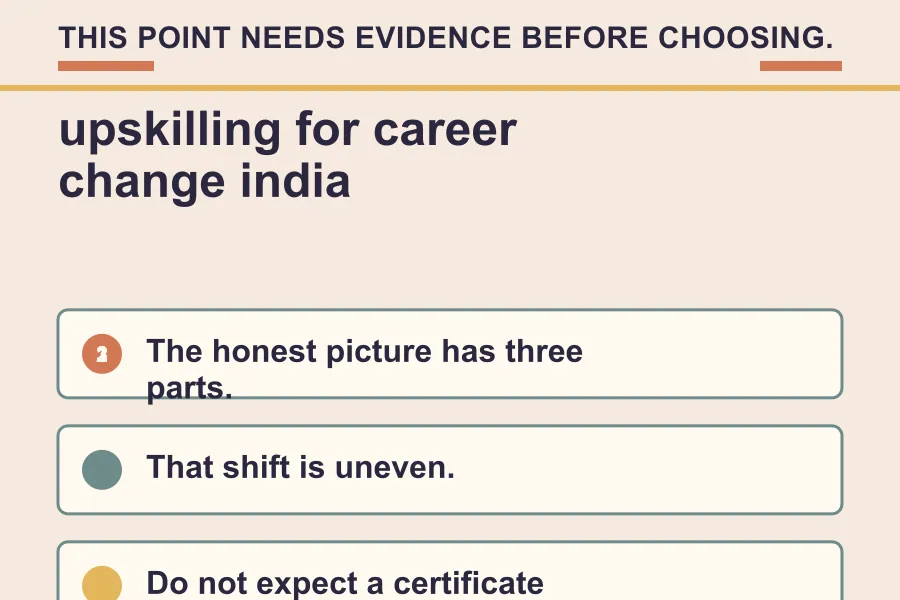 THIS POINT NEEDS EVIDENCE BEFORE CHOOSING.
upskilling for career
change india
The honest picture has three
parts.
That shift is uneven.
Do not expect a certificate